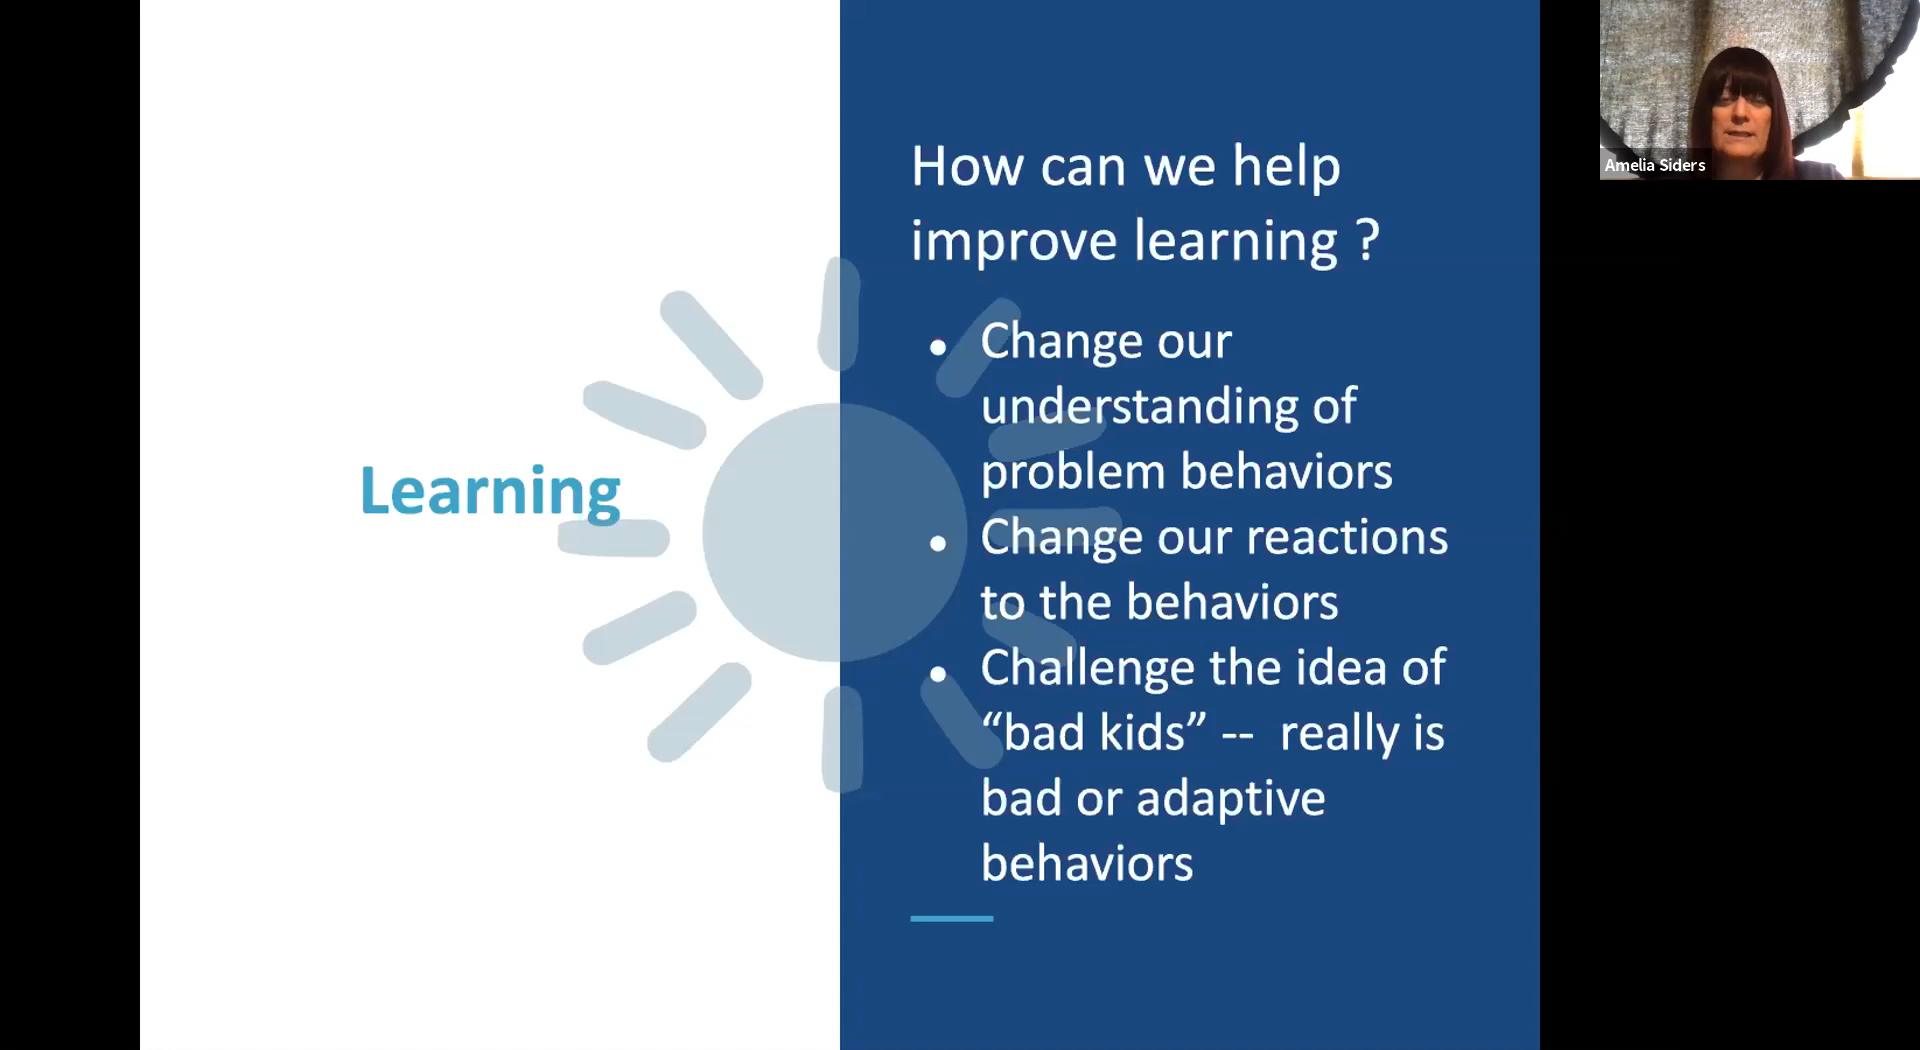 Learning
How can we help
improve learning ?
● Change our
understanding of
problem behaviors
● Change our reactions
to the behaviors
● Challenge the idea of
“bad kids” --  really is
bad or adaptive
behaviors
Amelia Siders